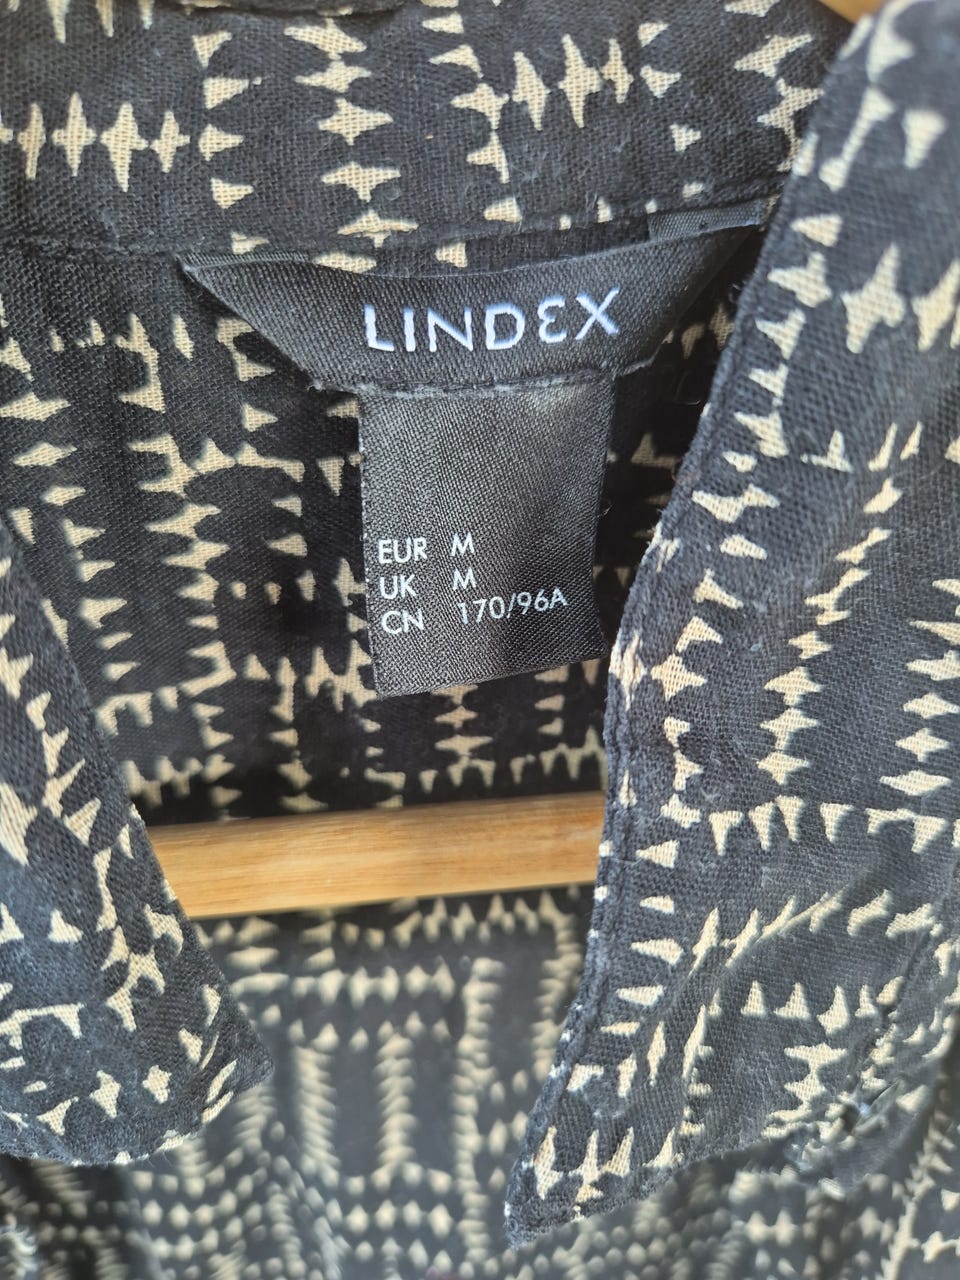 LINDEX
EUR M
UK M
CN 170/96A